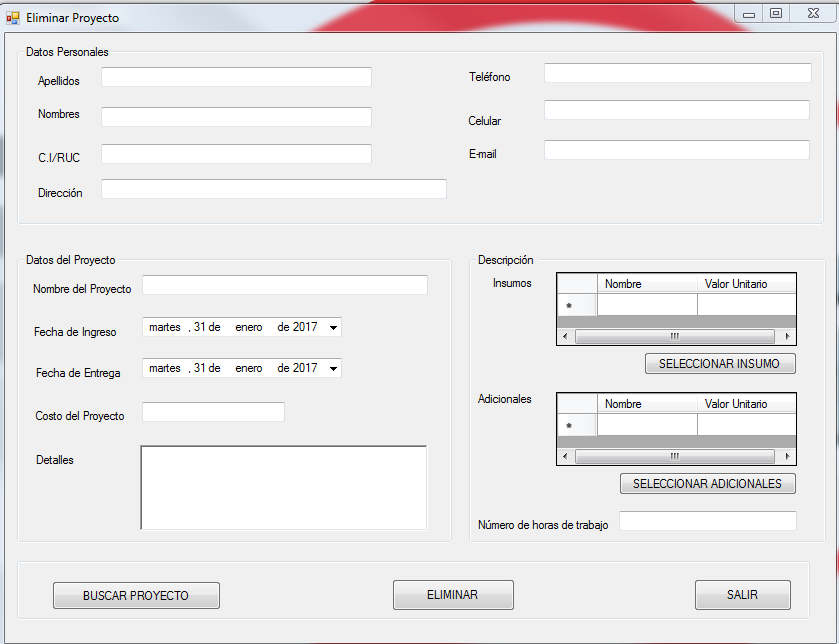 Eliminar Proyecto
Datos Personales
Apellidos
Teléfono
Nombres
Celular
C.I/RUC
E-mail
Dirección
Datos del Proyecto
Nombre del Proyecto
Fecha de Ingreso
martes , 31 de enero de 2017
Fecha de Entrega
martes , 31 de enero de 2017
Costo del Proyecto
Detalles
Descripción
Insumos
Nombre Valor Unitario
*
SELECCIONAR INSUMO
Adicionales
Nombre Valor Unitario
*
SELECCIONAR ADICIONALES
Número de horas de trabajo
BUSCAR PROYECTO
ELIMINAR
SALIR